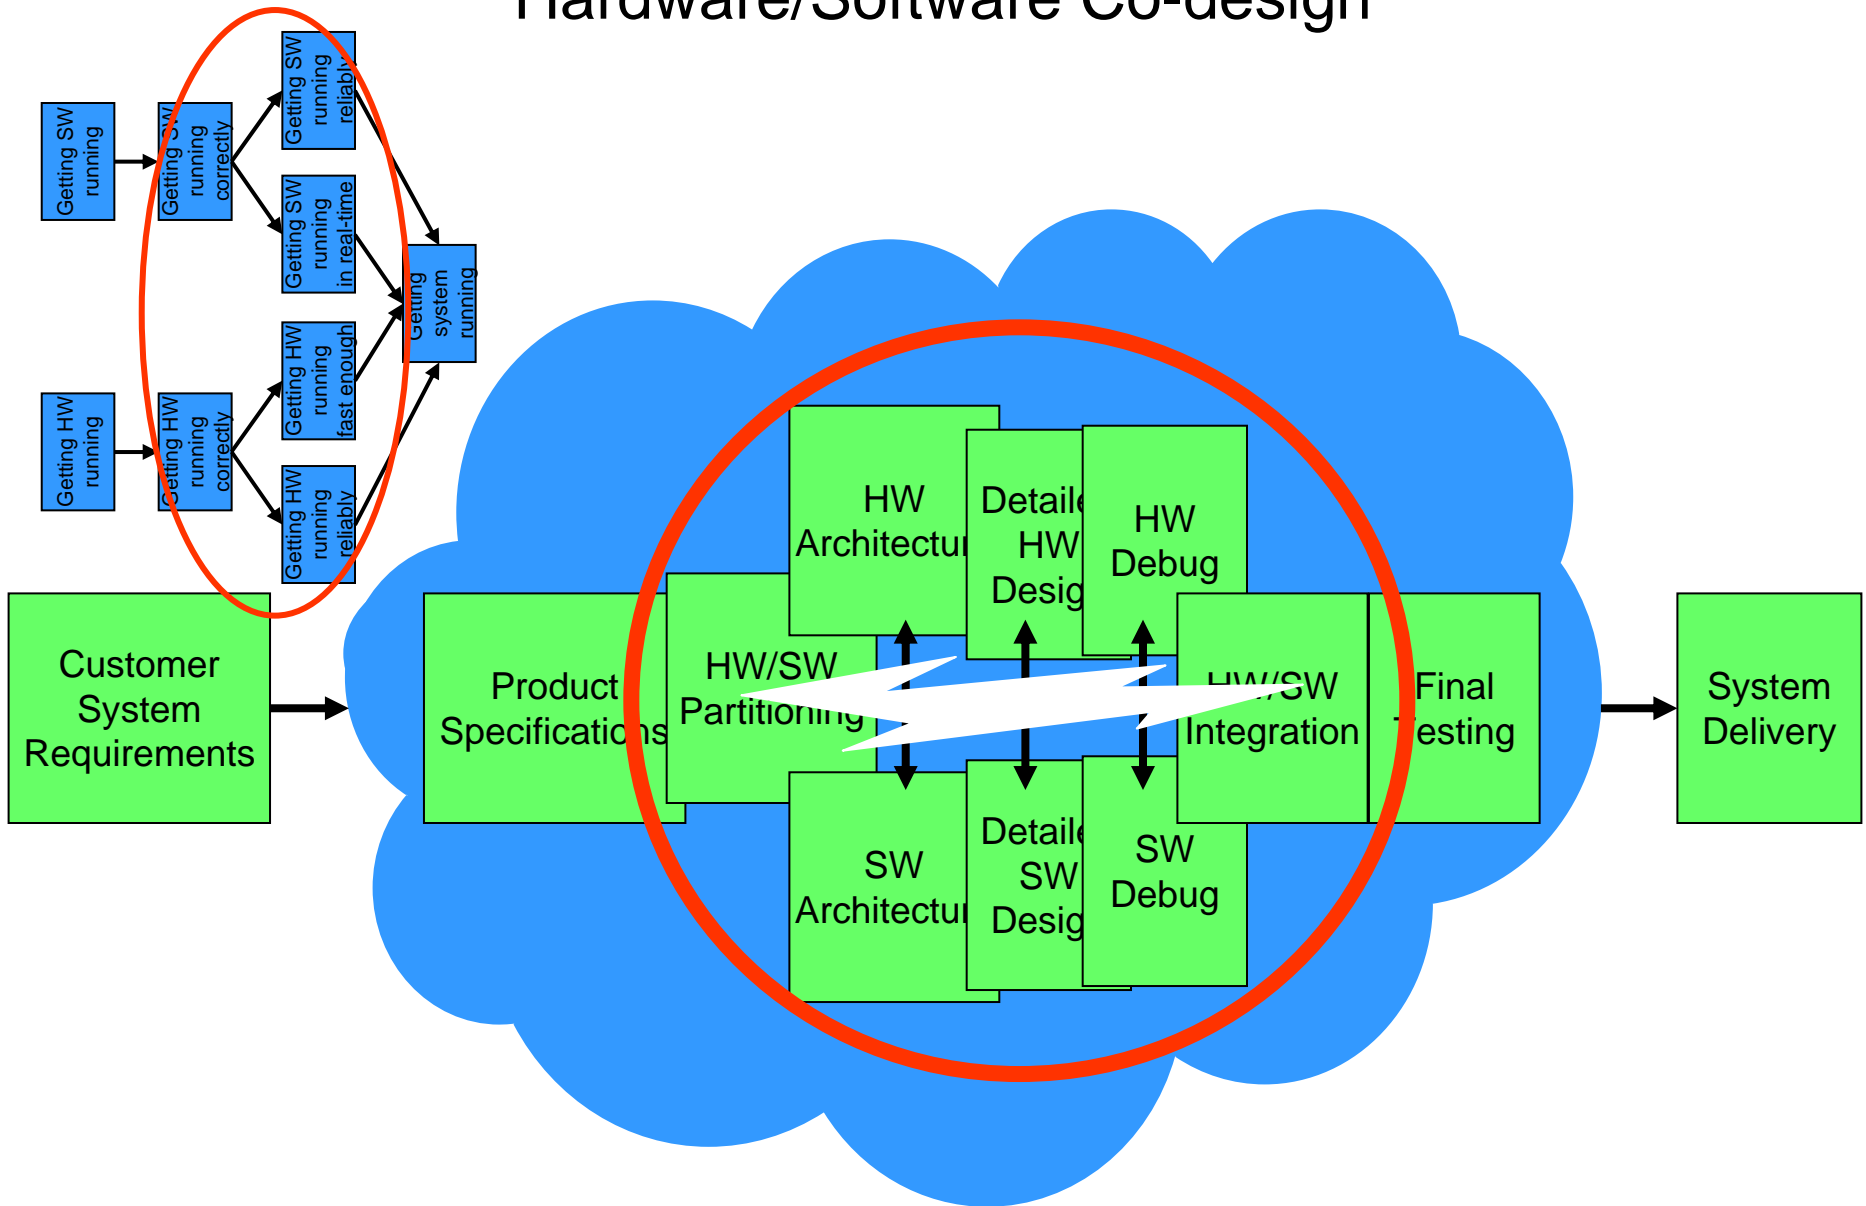 Hardware/Software Co-design
Getting SW
running
Getting SW
running
correctly
Getting SW
running
reliably
Getting SW
running
in real-time
Getting HW
running
fast enough
Getting HW
running
reliably
Getting HW
running
Getting HW
running
correctly
Getting
system
running
Customer
System
Requirements
Product
Specifications
HW/SW
Partitioning
HW
Architectur
Detaile
HW
Desig
HW
Debug
SW
Architectur
Detaile
SW
Desig
SW
Debug
HW/SW
Integration
Final
Testing
System
Delivery